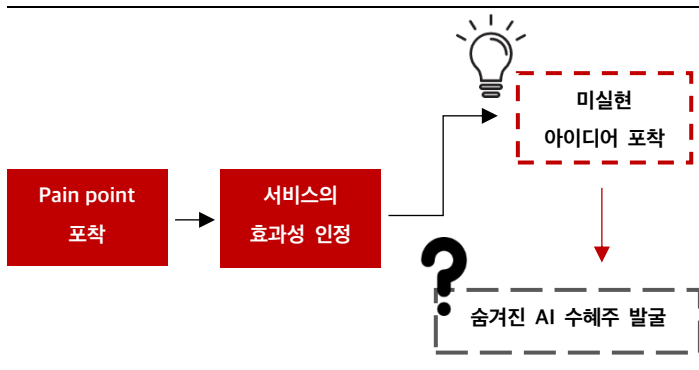 Pain point
포착
서비스의
효과성 인정
미실현
아이디어 포착
숨겨진 AI 수혜주 발굴